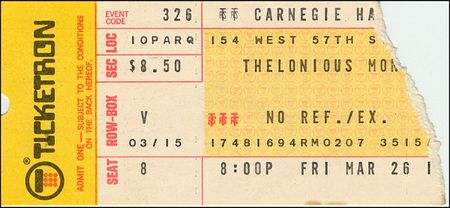 TICKETRON
ADMIT ONE—SUBJECT TO THE CONDITIONS
ON THE BACK HEREOF.
EVENT CODE 326 CARNEGIE HA
SEC LOC 10PARQ 154 WEST 57TH S
$8.50 THELONIOUS MO
ROW-BOX V NO REF./EX.
03/15 17481694RM0207 3515
SEAT 8 8:00P FRI MAR 26 1